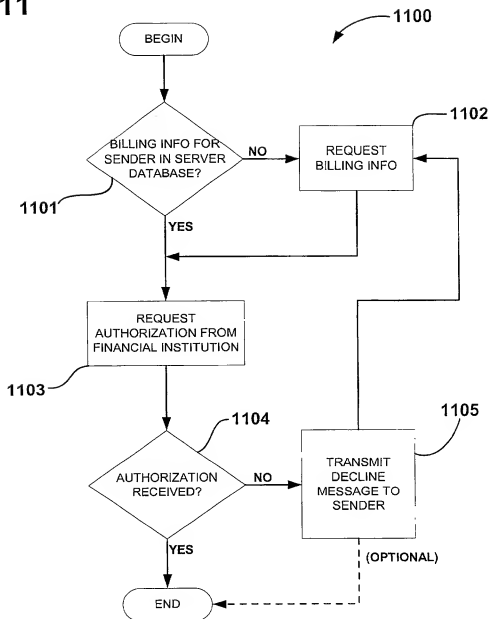 11
1100
BEGIN
BILLING INFO FOR
SENDER IN SERVER
DATABASE?
1101
NO
1102
REQUEST
BILLING INFO
YES
REQUEST
AUTHORIZATION FROM
FINANCIAL INSTITUTION
1103
1104
AUTHORIZATION
RECEIVED?
NO
1105
TRANSMIT
DECLINE
MESSAGE TO
SENDER
YES
(OPTIONAL)
END